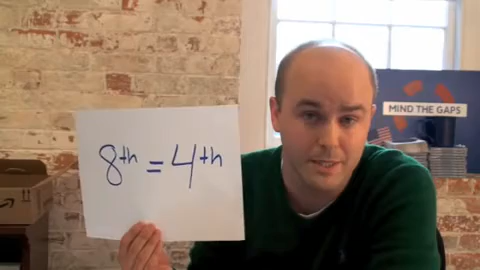 MIND THE GAPS
8th = 4th